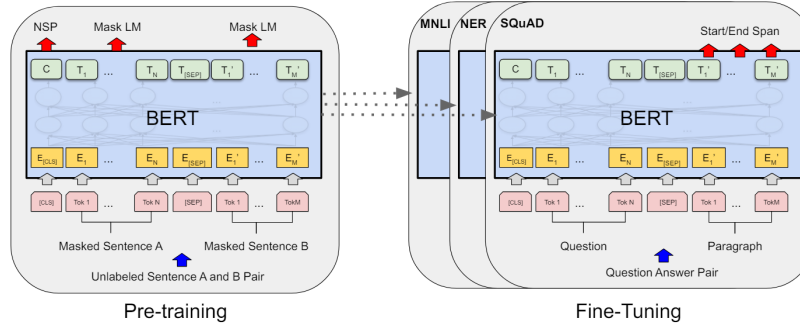 NSP Mask LM Mask LM
C T1 ... TN T[SEP] T1' ... TM'
BERT
E[CLS] E1 ... EN E[SEP] E1' ... EM'
[CLS] Tok 1 ... Tok N [SEP] Tok 1 ... TokM
Masked Sentence A Masked Sentence B
Unlabeled Sentence A and B Pair
Pre-training
MNLI NER SQuAD
Start/End Span
C T1 ... TN T[SEP] T1' ... TM'
BERT
E[CLS] E1 ... EN E[SEP] E1' ... EM'
[CLS] Tok 1 ... Tok N [SEP] Tok 1 ... TokM
Question Paragraph
Question Answer Pair
Fine-Tuning